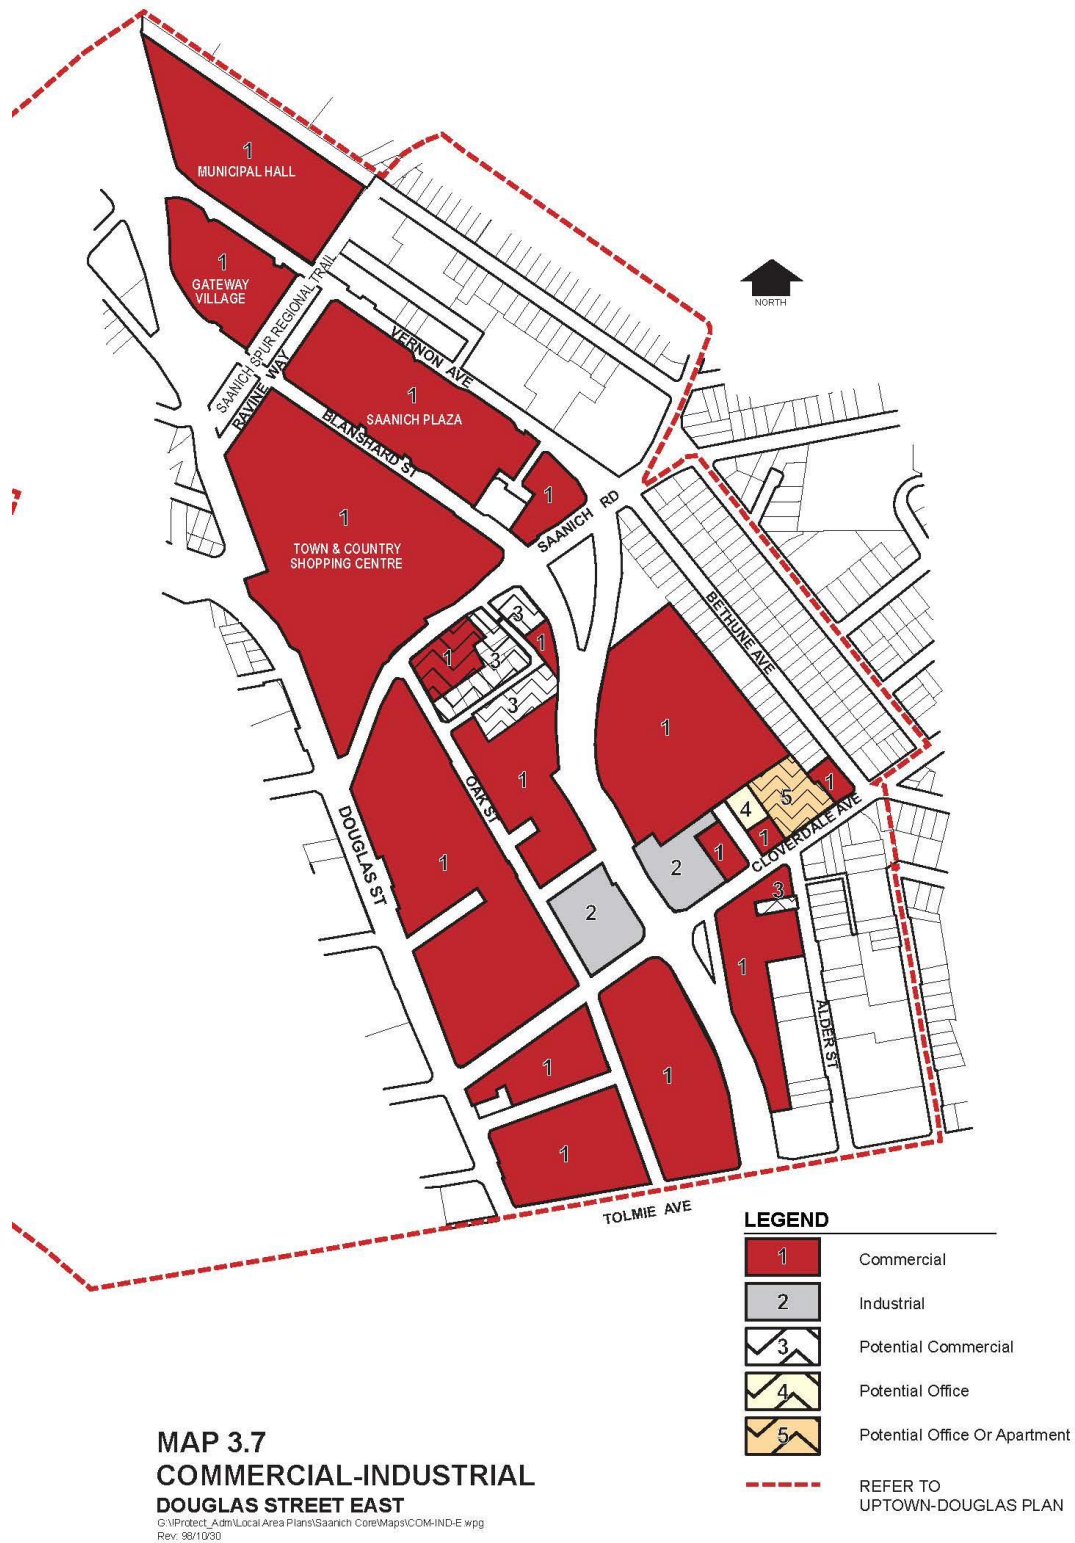 1
MUNICIPAL HALL
1
GATEWAY
VILLAGE
NORTH
SAANICH SPUR REGIONAL TRAIL
RAVINE WAY
VERNON AVE
1
SAANICH PLAZA
BLANSHARD ST
1
SAANICH RD
1
TOWN & COUNTRY
SHOPPING CENTRE
BETHUNE AVE
3
1
1
3
3
1
1
OAK ST
1
5
4
1
CLOVERDALE AVE
DOUGLAS ST
1
1
2
3
2
1
ALDER ST
1
1
1
TOLMIE AVE
LEGEND
1 Commercial
2 Industrial
3 Potential Commercial
4 Potential Office
5 Potential Office Or Apartment
REFER TO
UPTOWN-DOUGLAS PLAN
MAP 3.7
COMMERCIAL-INDUSTRIAL
DOUGLAS STREET EAST
G:\Protect_Adm\Local Area Plans\Saanich Core\Maps\COM-IND-E.wpg
Rev: 98/10/30